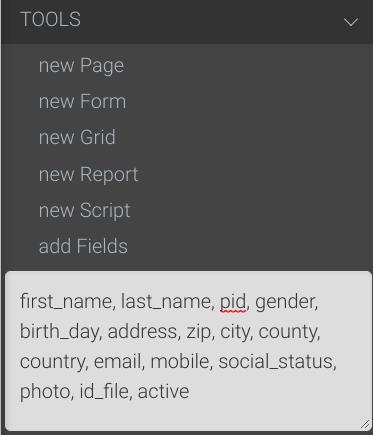 TOOLS
new Page
new Form
new Grid
new Report
new Script
add Fields
first_name, last_name, pid, gender,
birth_day, address, zip, city, county,
country, email, mobile, social_status,
photo, id_file, active